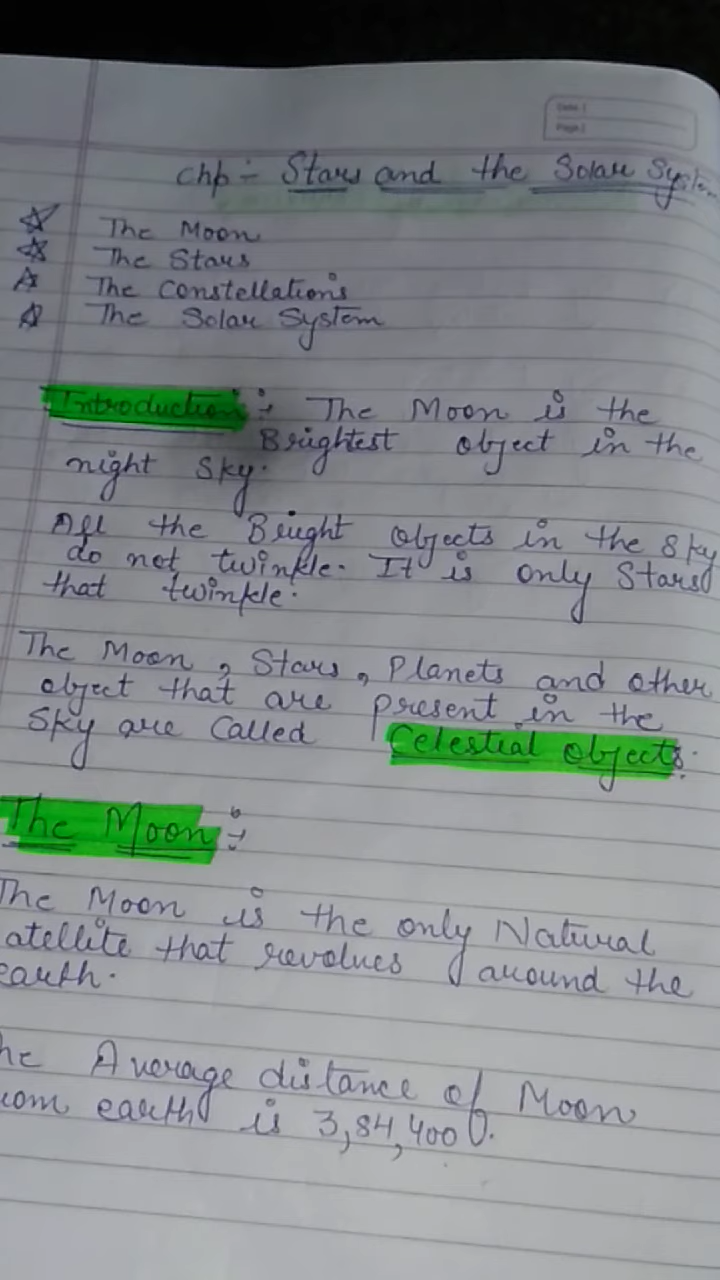 Date :
Page :
Chp :- Stars and the Solar System
The Moon
The Stars
The Constellations
The Solar System
Introduction :- The Moon is the
Brightest object in the
night sky.
All the Bright objects in the sky
do not twinkle. It is only Stars
that twinkle.
The Moon, Stars, Planets and other
object that are present in the
Sky are called Celestial objects.
The Moon :-
The Moon is the only Natural
atellite that revolves around the
earth.
he Average distance of Moon
rom earth is 3,84,400